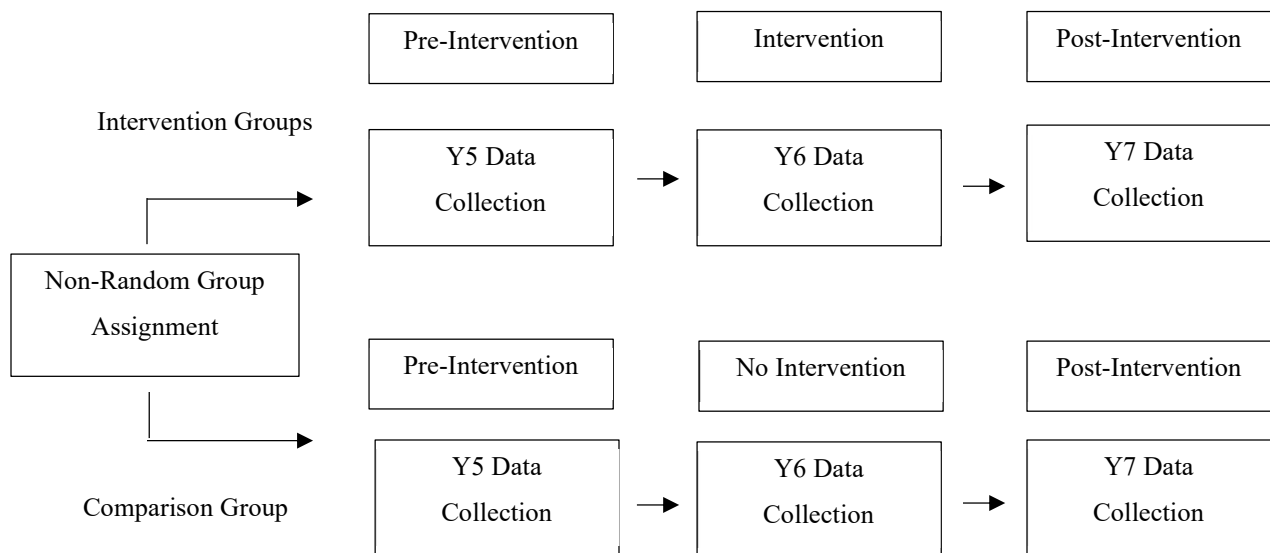 Pre-Intervention
Intervention
Post-Intervention
Intervention Groups
Y5 Data
Collection
Y6 Data
Collection
Y7 Data
Collection
Non-Random Group
Assignment
Pre-Intervention
No Intervention
Post-Intervention
Comparison Group
Y5 Data
Collection
Y6 Data
Collection
Y7 Data
Collection